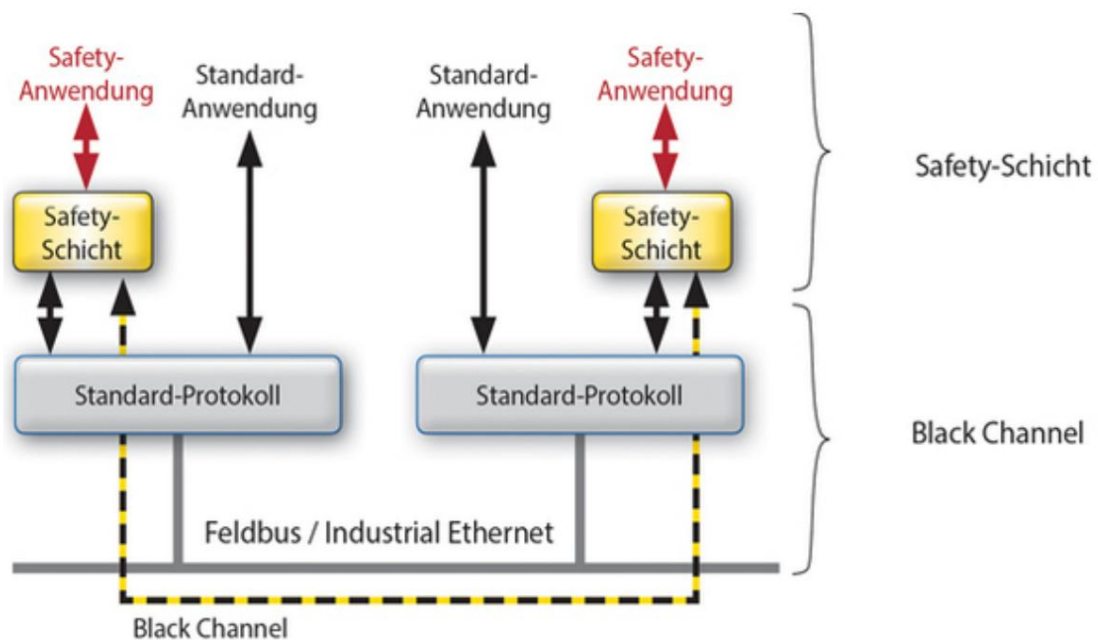 Safety-
Anwendung
Standard-
Anwendung
Standard-
Anwendung
Safety-
Anwendung
Safety-Schicht
Safety-
Schicht
Safety-
Schicht
Standard-Protokoll
Standard-Protokoll
Black Channel
Feldbus / Industrial Ethernet
Black Channel